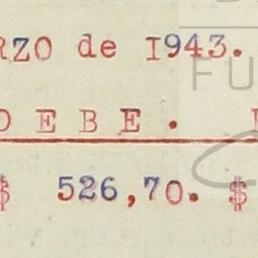 RZO de 1943.
D E B E .
$ 526,70. $